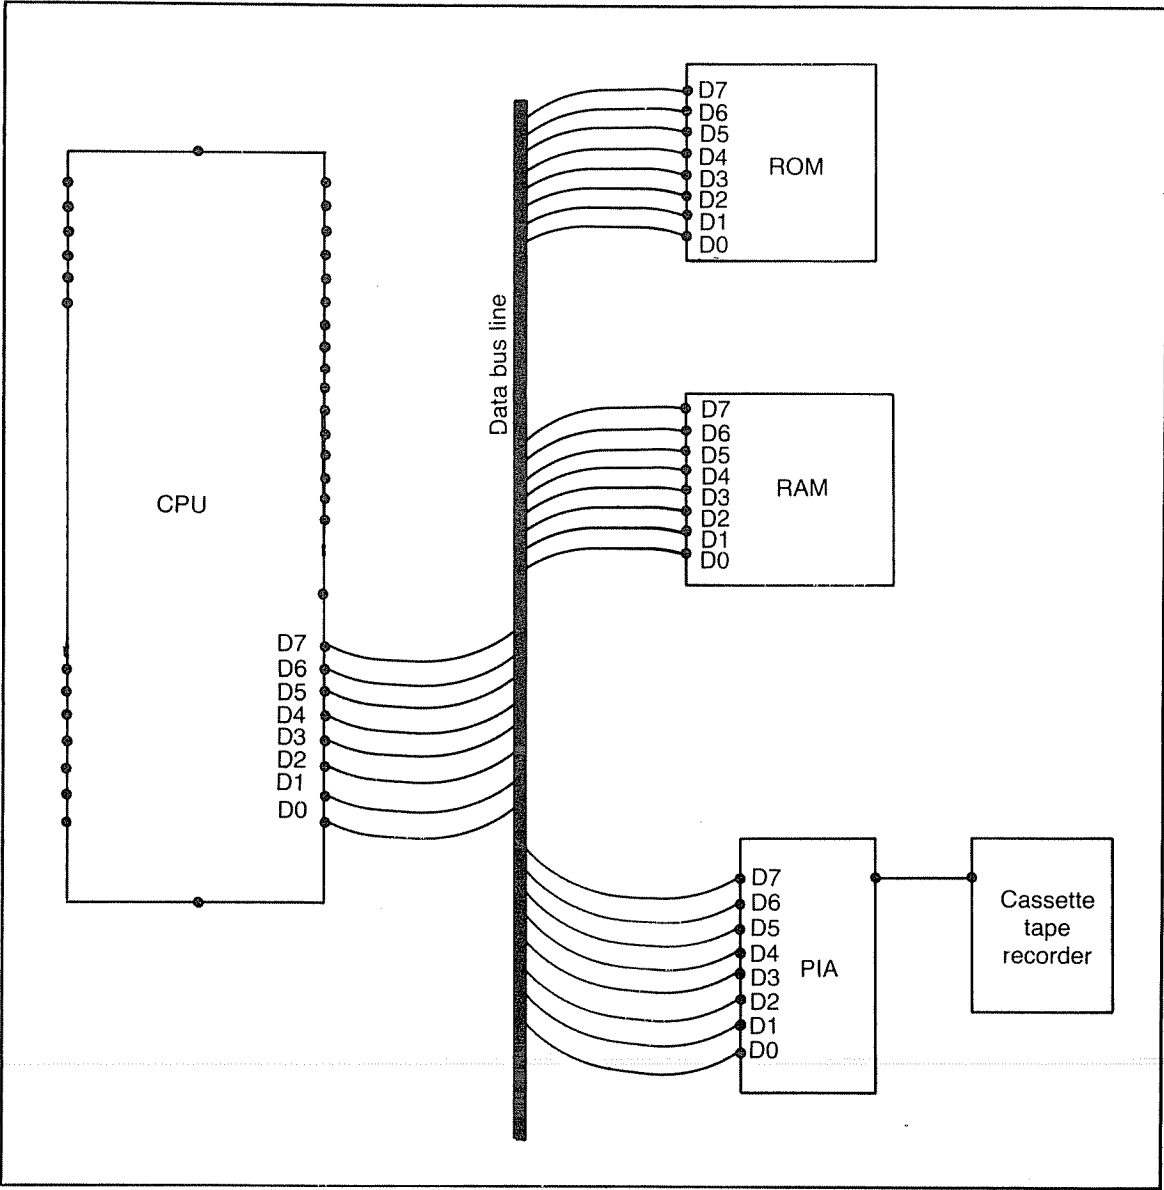 D7
D6
D5
D4
D3
D2
D1
D0
ROM
Data bus line
D7
D6
D5
D4
D3
D2
D1
D0
RAM
CPU
D7
D6
D5
D4
D3
D2
D1
D0
D7
D6
D5
D4
D3
D2
D1
D0
PIA
Cassette
tape
recorder